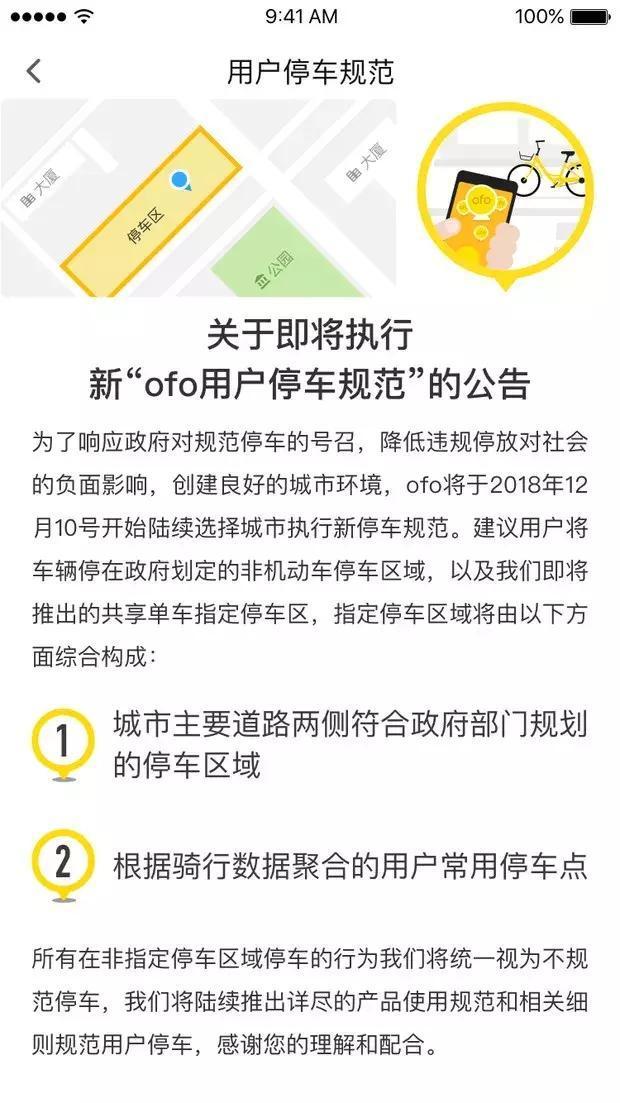 9:41 AM
100%
用户停车规范
大厦
大厦
停车区
公园
ofo
关于即将执行
新“ofo用户停车规范”的公告
为了响应政府对规范停车的号召，降低违规停放对社会
的负面影响，创建良好的城市环境，ofo将于2018年12
月10号开始陆续选择城市执行新停车规范。建议用户将
车辆停在政府划定的非机动车停车区域，以及我们即将
推出的共享单车指定停车区，指定停车区域将由以下方
面综合构成：
1
城市主要道路两侧符合政府部门规划
的停车区域
2
根据骑行数据聚合的用户常用停车点
所有在非指定停车区域停车的行为我们将统一视为不规
范停车，我们将陆续推出详尽的产品使用规范和相关细
则规范用户停车，感谢您的理解和配合。